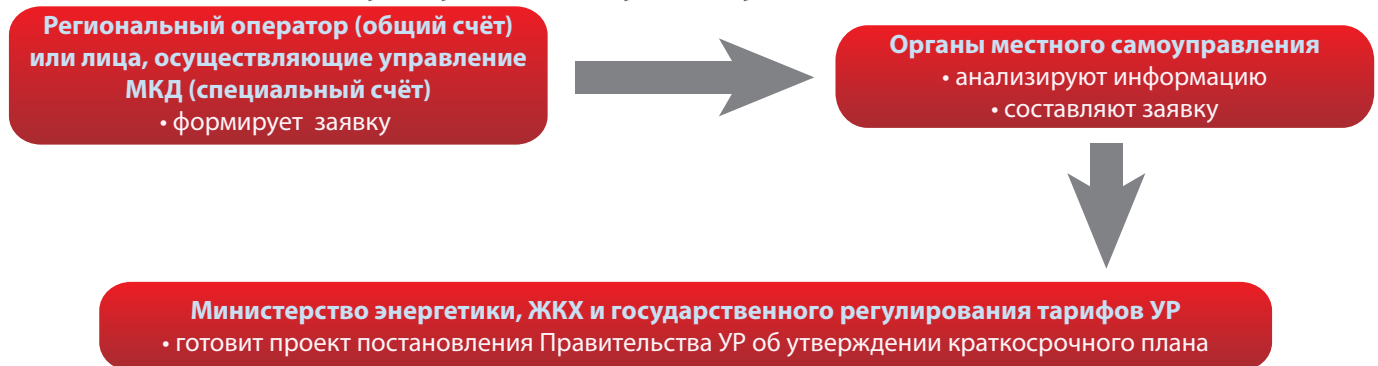 Региональный оператор (общий счёт)
или лица, осуществляющие управление
МКД (специальный счёт)
• формирует заявку
Органы местного самоуправления
• анализируют информацию
• составляют заявку
Министерство энергетики, ЖКХ и государственного регулирования тарифов УР
• готовит проект постановления Правительства УР об утверждении краткосрочного плана